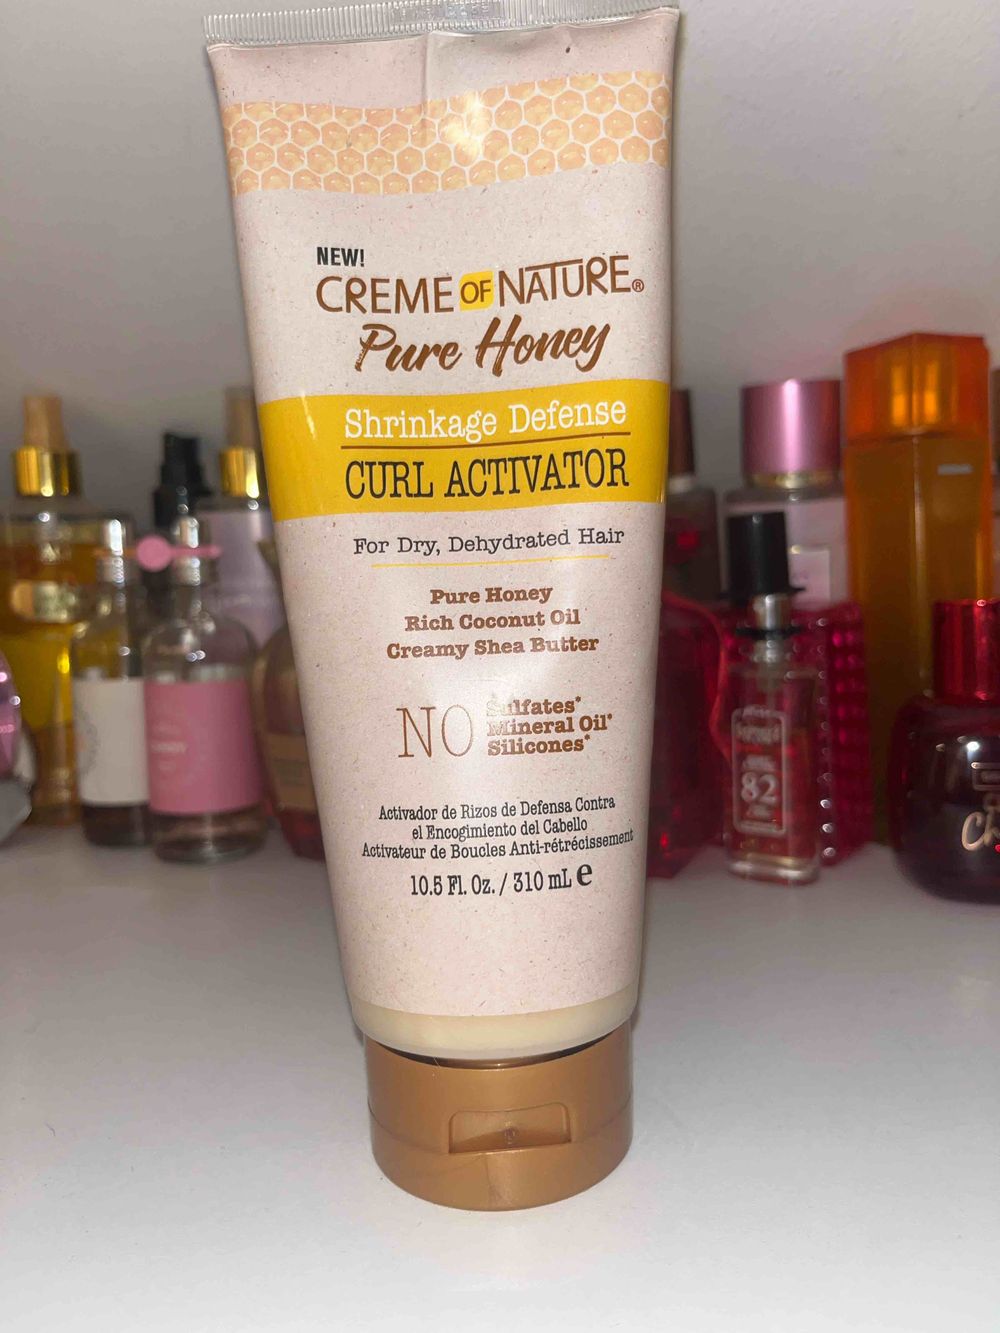 NEW!
CREME OF NATURE®
Pure Honey
Shrinkage Defense
CURL ACTIVATOR
For Dry, Dehydrated Hair
Pure Honey
Rich Coconut Oil
Creamy Shea Butter
NO Sulfates*
Mineral Oil*
Silicones*
Activador de Rizos de Defensa Contra
el Encogimiento del Cabello
Activateur de Boucles Anti-rétrécissement
10.5 Fl. Oz. / 310 mL e
82